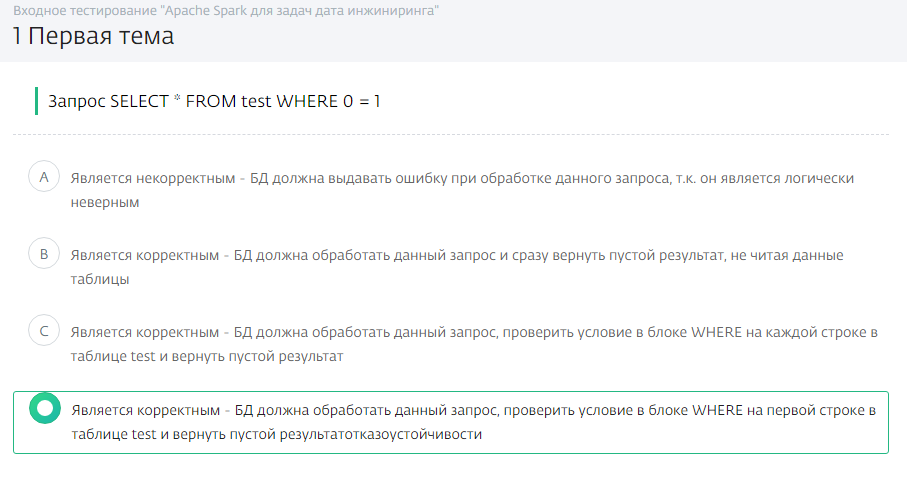 Входное тестирование "Apache Spark для задач дата инжиниринга"
1 Первая тема
Запрос SELECT * FROM test WHERE 0 = 1
A
Является некорректным - БД должна выдавать ошибку при обработке данного запроса, т.к. он является логически
неверным
B
Является корректным - БД должна обработать данный запрос и сразу вернуть пустой результат, не читая данные
таблицы
C
Является корректным - БД должна обработать данный запрос, проверить условие в блоке WHERE на каждой строке в
таблице test и вернуть пустой результат
Является корректным - БД должна обработать данный запрос, проверить условие в блоке WHERE на первой строке в
таблице test и вернуть пустой результатотказоустойчивости